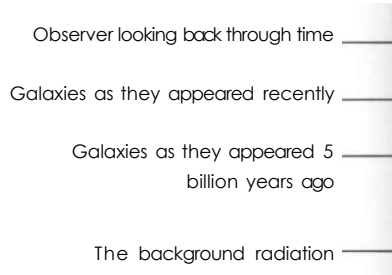 Observer looking back through time
Galaxies as they appeared recently
Galaxies as they appeared 5
billion years ago
The background radiation